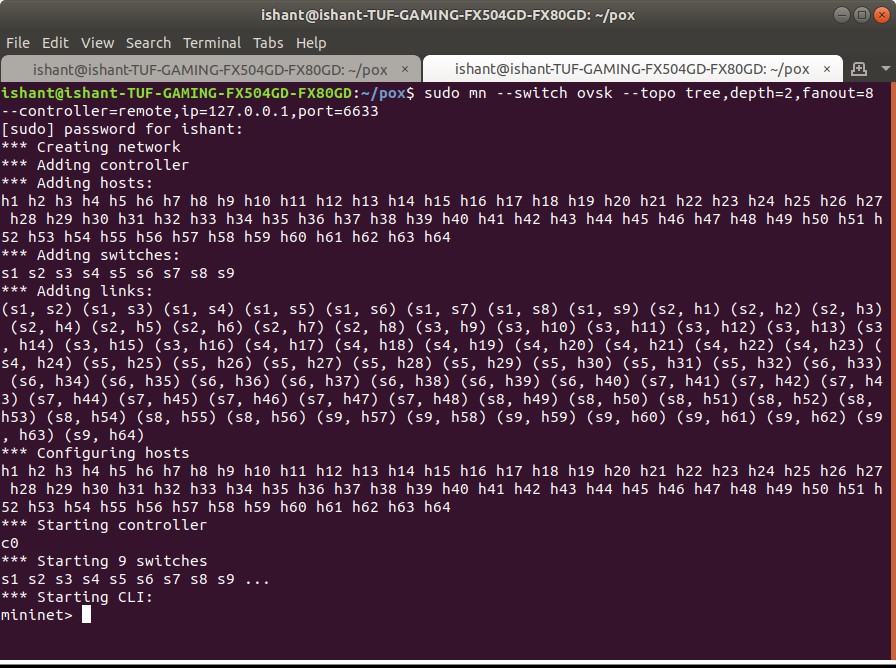 ishant@ishant-TUF-GAMING-FX504GD-FX80GD: ~/pox
File Edit View Search Terminal Tabs Help
ishant@ishant-TUF-GAMING-FX504GD-FX80GD: ~/pox × ishant@ishant-TUF-GAMING-FX504GD-FX80GD: ~/pox ×
ishant@ishant-TUF-GAMING-FX504GD-FX80GD:~/pox$ sudo mn --switch ovsk --topo tree,depth=2,fanout=8
--controller=remote,ip=127.0.0.1,port=6633
[sudo] password for ishant:
*** Creating network
*** Adding controller
*** Adding hosts:
h1 h2 h3 h4 h5 h6 h7 h8 h9 h10 h11 h12 h13 h14 h15 h16 h17 h18 h19 h20 h21 h22 h23 h24 h25 h26 h27
 h28 h29 h30 h31 h32 h33 h34 h35 h36 h37 h38 h39 h40 h41 h42 h43 h44 h45 h46 h47 h48 h49 h50 h51 h
52 h53 h54 h55 h56 h57 h58 h59 h60 h61 h62 h63 h64
*** Adding switches:
s1 s2 s3 s4 s5 s6 s7 s8 s9
*** Adding links:
(s1, s2) (s1, s3) (s1, s4) (s1, s5) (s1, s6) (s1, s7) (s1, s8) (s1, s9) (s2, h1) (s2, h2) (s2, h3)
 (s2, h4) (s2, h5) (s2, h6) (s2, h7) (s2, h8) (s3, h9) (s3, h10) (s3, h11) (s3, h12) (s3, h13) (s3
, h14) (s3, h15) (s3, h16) (s4, h17) (s4, h18) (s4, h19) (s4, h20) (s4, h21) (s4, h22) (s4, h23) (
s4, h24) (s5, h25) (s5, h26) (s5, h27) (s5, h28) (s5, h29) (s5, h30) (s5, h31) (s5, h32) (s6, h33)
 (s6, h34) (s6, h35) (s6, h36) (s6, h37) (s6, h38) (s6, h39) (s6, h40) (s7, h41) (s7, h42) (s7, h4
3) (s7, h44) (s7, h45) (s7, h46) (s7, h47) (s7, h48) (s8, h49) (s8, h50) (s8, h51) (s8, h52) (s8,
h53) (s8, h54) (s8, h55) (s8, h56) (s9, h57) (s9, h58) (s9, h59) (s9, h60) (s9, h61) (s9, h62) (s9
, h63) (s9, h64)
*** Configuring hosts
h1 h2 h3 h4 h5 h6 h7 h8 h9 h10 h11 h12 h13 h14 h15 h16 h17 h18 h19 h20 h21 h22 h23 h24 h25 h26 h27
 h28 h29 h30 h31 h32 h33 h34 h35 h36 h37 h38 h39 h40 h41 h42 h43 h44 h45 h46 h47 h48 h49 h50 h51 h
52 h53 h54 h55 h56 h57 h58 h59 h60 h61 h62 h63 h64
*** Starting controller
c0
*** Starting 9 switches
s1 s2 s3 s4 s5 s6 s7 s8 s9 ...
*** Starting CLI:
mininet>